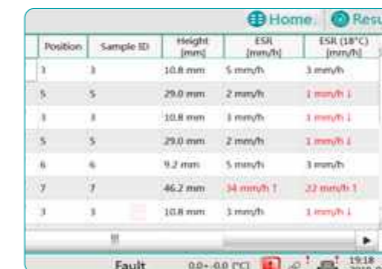 Home. Resu
Position Sample ID Height [mm] ESR [mm/h] ESR (18°C) [mm/h]
3 3 10.8 mm 5 mm/h 3 mm/h
5 5 29.0 mm 2 mm/h 1 mm/h ↓
3 3 10.8 mm 3 mm/h 1 mm/h ↓
5 5 29.0 mm 2 mm/h 1 mm/h ↓
6 6 9.2 mm 5 mm/h 3 mm/h
7 7 46.2 mm 34 mm/h ↑ 22 mm/h ↑
3 3 10.8 mm 3 mm/h 1 mm/h ↓
Fault 19:18